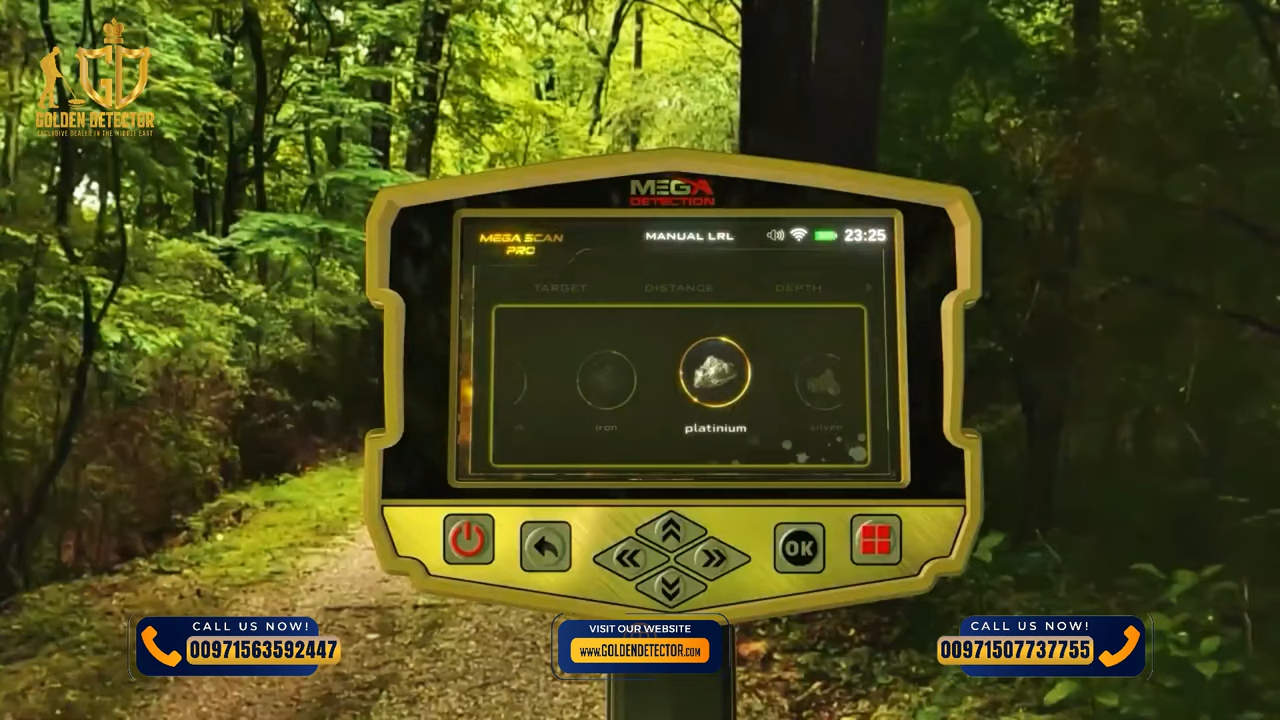 GOLDEN DETECTOR
EXCLUSIVE DEALER IN THE MIDDLE EAST
MEGA
DETECTION
MEGA SCAN
PRO
MANUAL LRL
23:25
TARGET DISTANCE DEPTH
iron platinium silver
OK
CALL US NOW!
00971563592447
VISIT OUR WEBSITE
www.GOLDENDETECTOR.com
CALL US NOW!
00971507737755